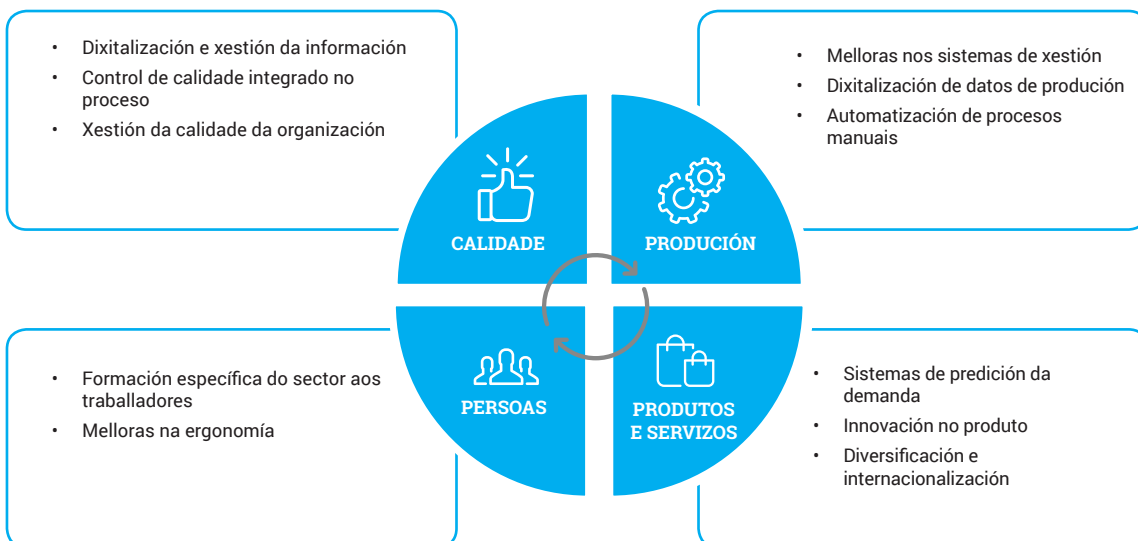 • Dixitalización e xestión da información
• Control de calidade integrado no
proceso
• Xestión da calidade da organización
• Melloras nos sistemas de xestión
• Dixitalización de datos de produción
• Automatización de procesos
manuais
CALIDADE
PRODUCIÓN
PERSOAS
PRODUTOS
E SERVIZOS
• Formación específica do sector aos
traballadores
• Melloras na ergonomía
• Sistemas de predición da
demanda
• Innovación no produto
• Diversificación e
internacionalización